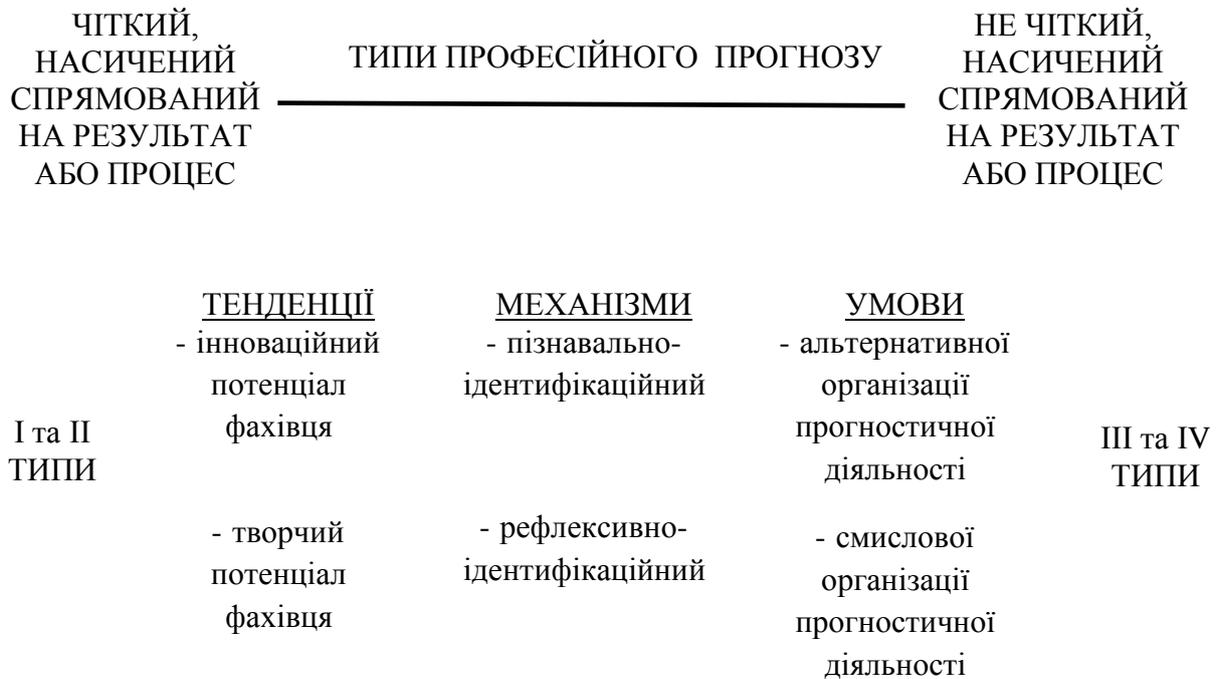 ЧІТКИЙ,
НАСИЧЕНИЙ
СПРЯМОВАНИЙ
НА РЕЗУЛЬТАТ
АБО ПРОЦЕС
ТИПИ ПРОФЕСІЙНОГО ПРОГНОЗУ
НЕ ЧІТКИЙ,
НАСИЧЕНИЙ
СПРЯМОВАНИЙ
НА РЕЗУЛЬТАТ
АБО ПРОЦЕС
І та ІІ
ТИПИ
ТЕНДЕНЦІЇ
- інноваційний
потенціал
фахівця
- творчий
потенціал
фахівця
МЕХАНІЗМИ
- пізнавально-
ідентифікаційний
- рефлексивно-
ідентифікаційний
УМОВИ
- альтернативної
організації
прогностичної
діяльності
- смислової
організації
прогностичної
діяльності
ІІІ та IV
ТИПИ